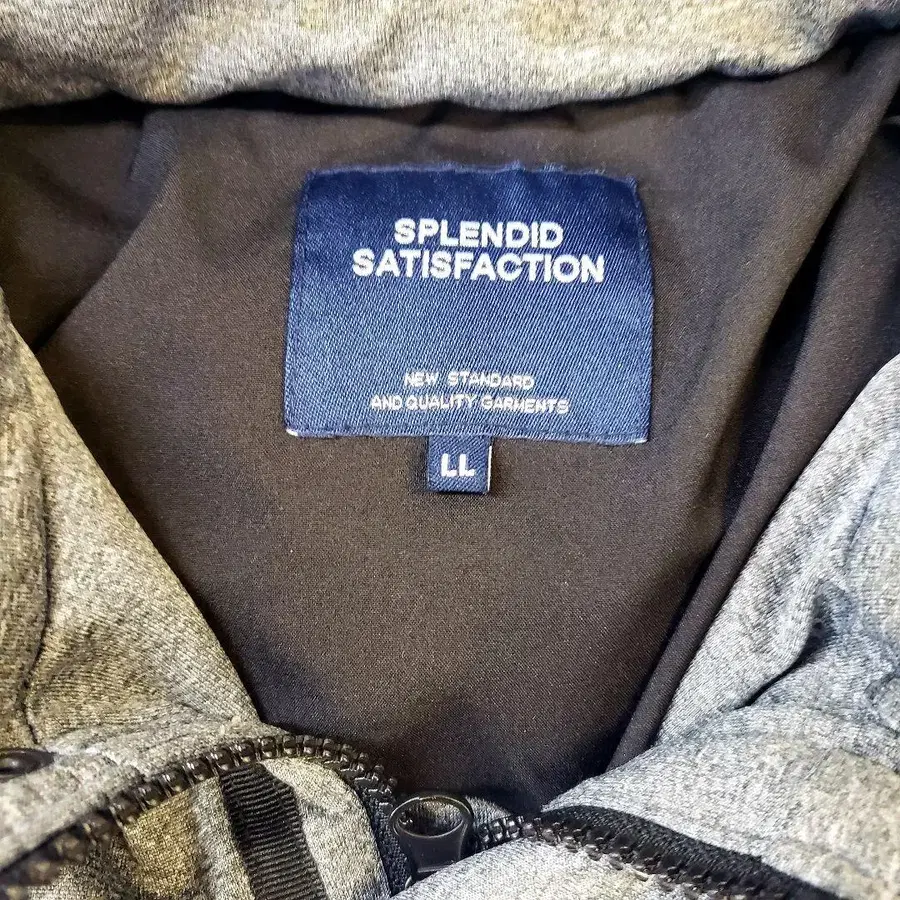 SPLENDID
SATISFACTION
NEW STANDARD
AND QUALITY GARMENTS
LL